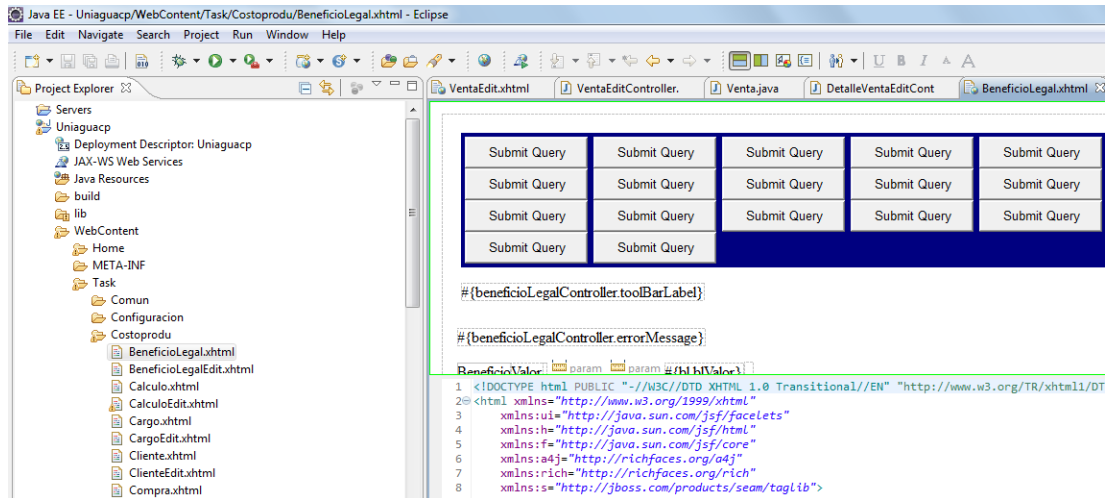 Java EE - Uniaguacp/WebContent/Task/Costoprodu/BeneficioLegal.xhtml - Eclipse
File Edit Navigate Search Project Run Window Help
U B I A A
Project Explorer
VentaEdit.xhtml VentaEditController. Venta.java DetalleVentaEditCont BeneficioLegal.xhtml
Servers
Uniaguacp
Deployment Descriptor: Uniaguacp
JAX-WS Web Services
Java Resources
build
lib
WebContent
Home
META-INF
Task
Comun
Configuracion
Costoprodu
BeneficioLegal.xhtml
BeneficioLegalEdit.xhtml
Calculo.xhtml
CalculoEdit.xhtml
Cargo.xhtml
CargoEdit.xhtml
Cliente.xhtml
ClienteEdit.xhtml
Compra.xhtml
Submit Query Submit Query Submit Query Submit Query Submit Query
Submit Query Submit Query Submit Query Submit Query Submit Query
Submit Query Submit Query Submit Query Submit Query Submit Query
Submit Query Submit Query
#{beneficioLegalController.toolBarLabel}
#{beneficioLegalController.errorMessage}
BeneficioValor param param #{bl.blValor}
1 <!DOCTYPE html PUBLIC "-//W3C//DTD XHTML 1.0 Transitional//EN" "http://www.w3.org/TR/xhtml1/DT
2 <html xmlns="http://www.w3.org/1999/xhtml"
3 xmlns:ui="http://java.sun.com/jsf/facelets"
4 xmlns:h="http://java.sun.com/jsf/html"
5 xmlns:f="http://java.sun.com/jsf/core"
6 xmlns:a4j="http://richfaces.org/a4j"
7 xmlns:rich="http://richfaces.org/rich"
8 xmlns:s="http://jboss.com/products/seam/taglib">